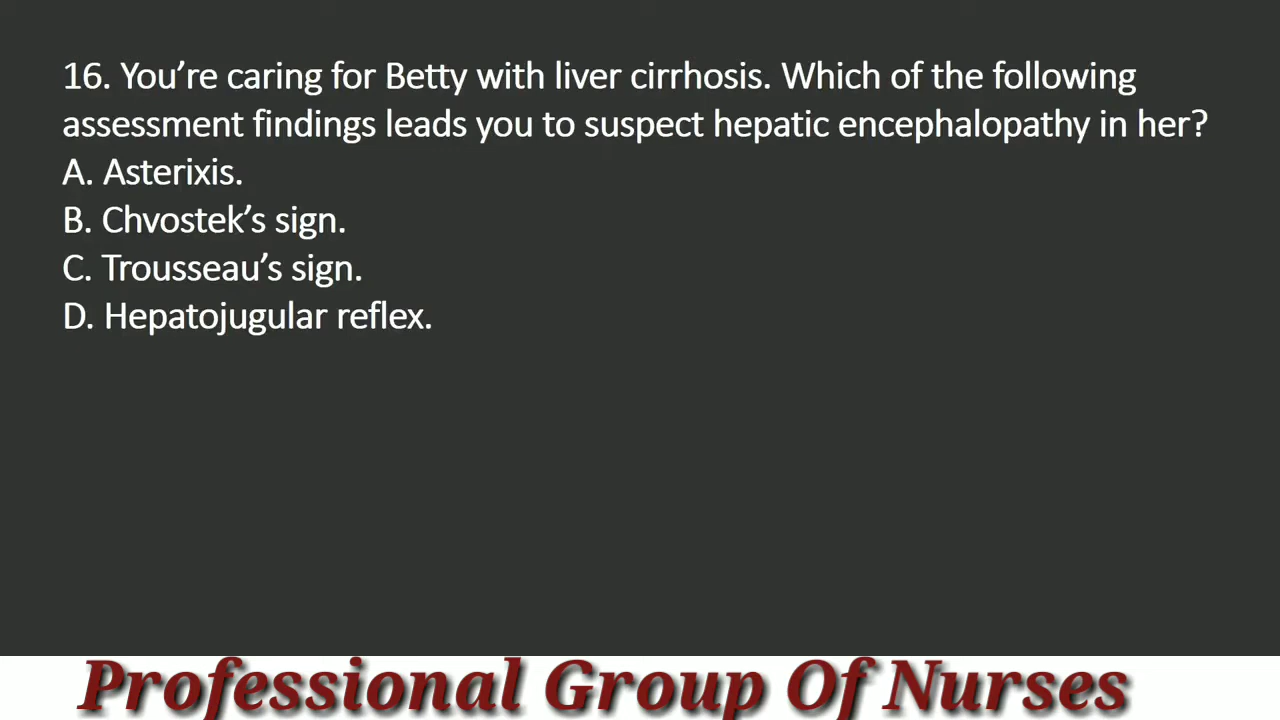 16. You’re caring for Betty with liver cirrhosis. Which of the following
assessment findings leads you to suspect hepatic encephalopathy in her?
A. Asterixis.
B. Chvostek’s sign.
C. Trousseau’s sign.
D. Hepatojugular reflex.
Professional Group Of Nurses